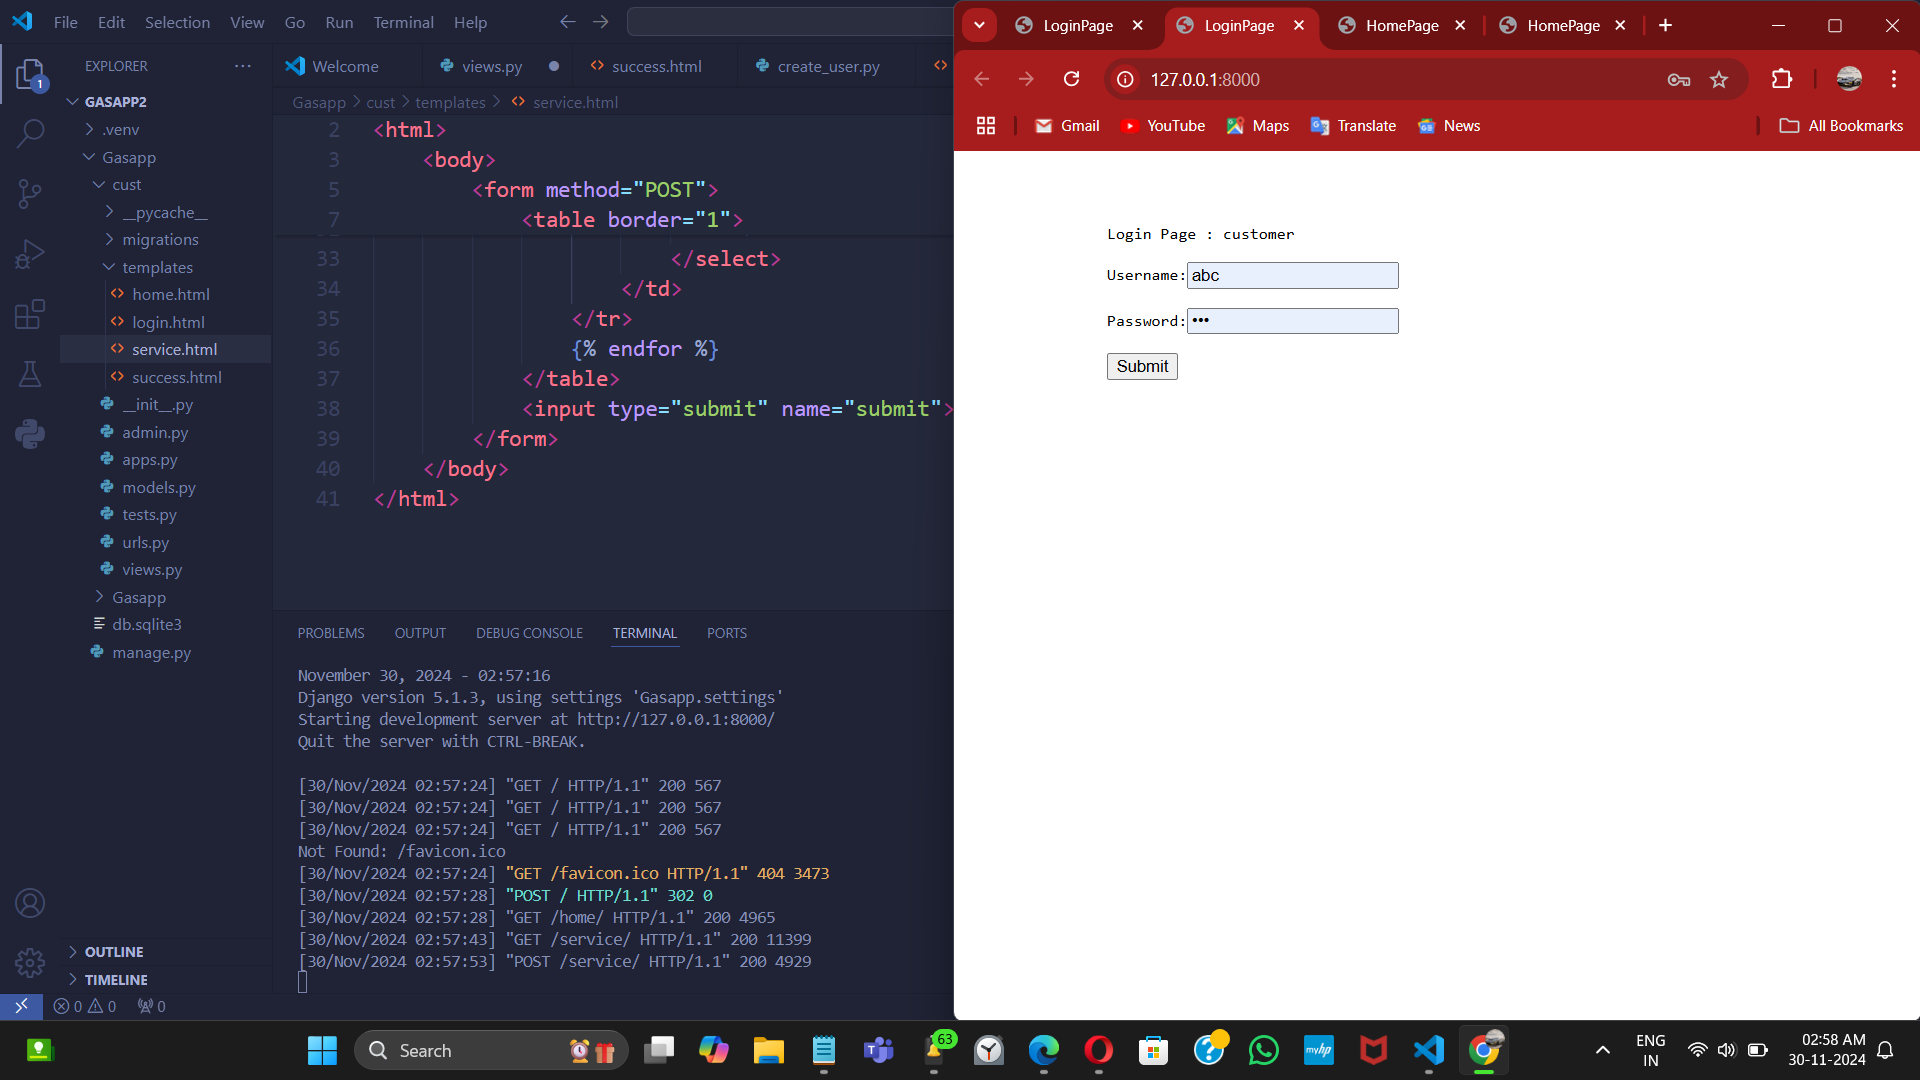 File Edit Selection View Go Run Terminal Help
EXPLORER
1
GASAPP2
.venv
Gasapp
cust
__pycache__
migrations
templates
home.html
login.html
service.html
success.html
__init__.py
admin.py
apps.py
models.py
tests.py
urls.py
views.py
Gasapp
db.sqlite3
manage.py
OUTLINE
TIMELINE
0 0 0
Welcome views.py success.html create_user.py
Gasapp > cust > templates > service.html
2 <html>
3 <body>
5 <form method="POST">
7 <table border="1">
33 </select>
34 </td>
35 </tr>
36 {% endfor %}
37 </table>
38 <input type="submit" name="submit">
39 </form>
40 </body>
41 </html>
PROBLEMS OUTPUT DEBUG CONSOLE TERMINAL PORTS
November 30, 2024 - 02:57:16
Django version 5.1.3, using settings 'Gasapp.settings'
Starting development server at http://127.0.0.1:8000/
Quit the server with CTRL-BREAK.
[30/Nov/2024 02:57:24] "GET / HTTP/1.1" 200 567
[30/Nov/2024 02:57:24] "GET / HTTP/1.1" 200 567
[30/Nov/2024 02:57:24] "GET / HTTP/1.1" 200 567
Not Found: /favicon.ico
[30/Nov/2024 02:57:24] "GET /favicon.ico HTTP/1.1" 404 3473
[30/Nov/2024 02:57:28] "POST / HTTP/1.1" 302 0
[30/Nov/2024 02:57:28] "GET /home/ HTTP/1.1" 200 4965
[30/Nov/2024 02:57:43] "GET /service/ HTTP/1.1" 200 11399
[30/Nov/2024 02:57:53] "POST /service/ HTTP/1.1" 200 4929
LoginPage LoginPage HomePage HomePage
127.0.0.1:8000
Gmail YouTube Maps Translate News All Bookmarks
Login Page : customer
Username: abc
Password: •••
Submit
Search
63
myhp
ENG
IN
02:58 AM
30-11-2024